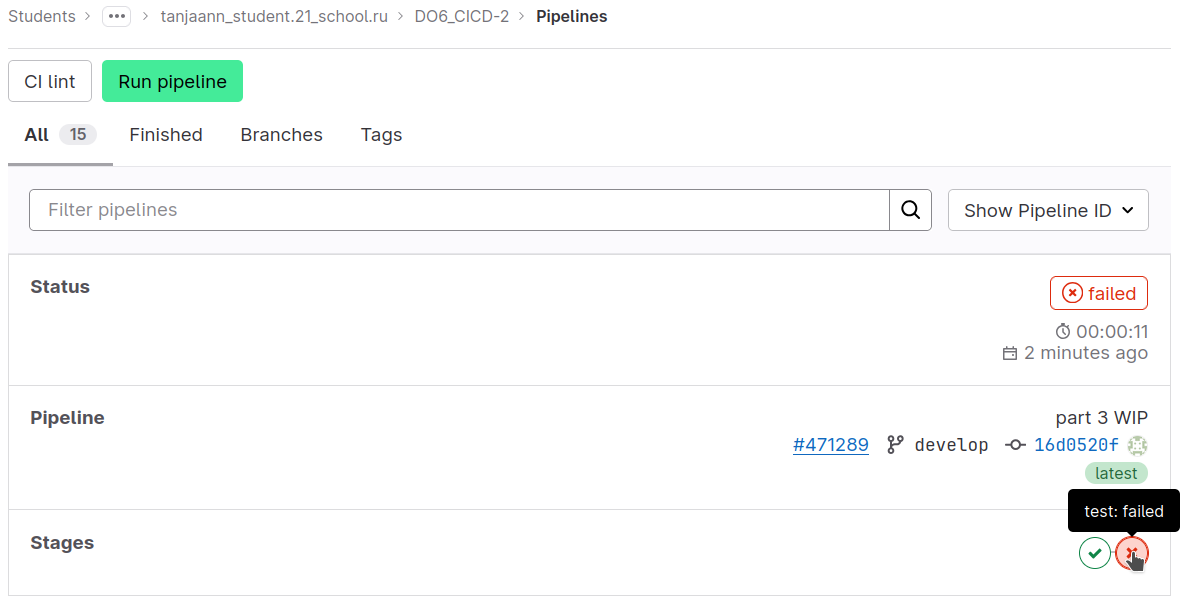 Students > ••• > tanjaann_student.21_school.ru > DO6_CICD-2 > Pipelines
CI lint Run pipeline
All 15 Finished Branches Tags
Filter pipelines Show Pipeline ID
Status failed
00:00:11
2 minutes ago
Pipeline part 3 WIP
#471289 develop 16d0520f
latest
test: failed
Stages